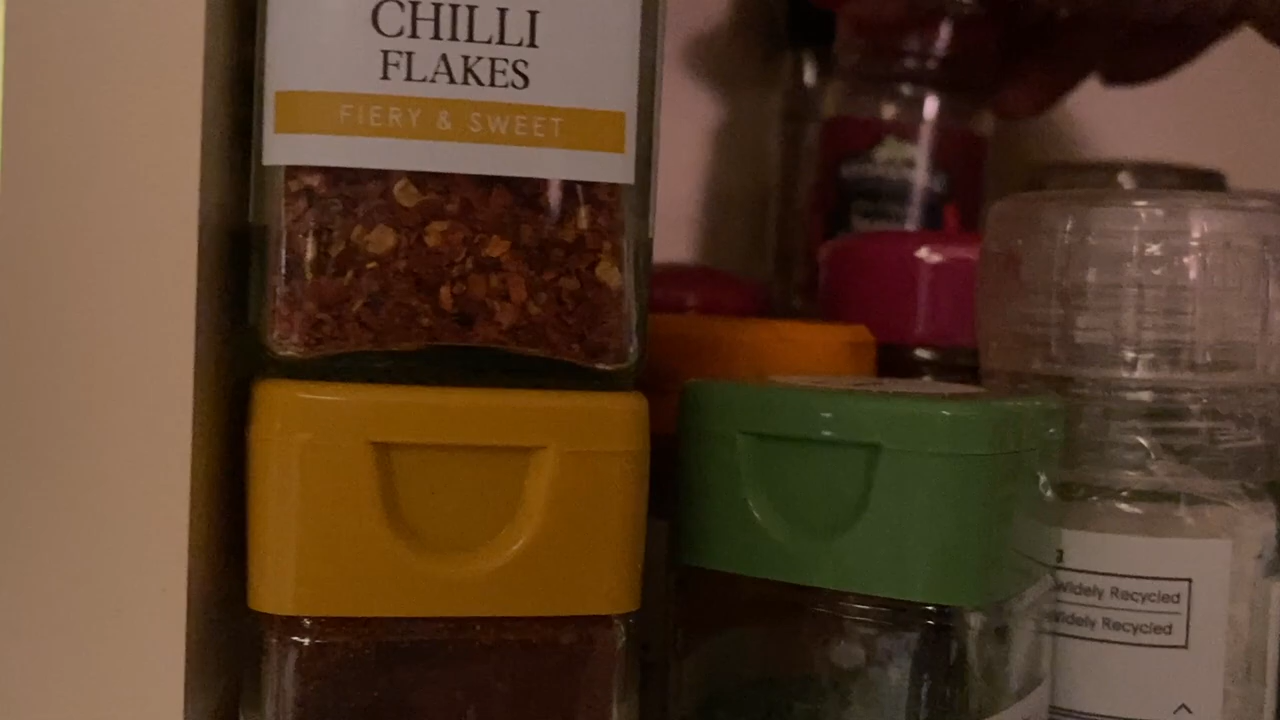 CHILLI
FLAKES
FIERY & SWEET
Widely Recycled
Widely Recycled